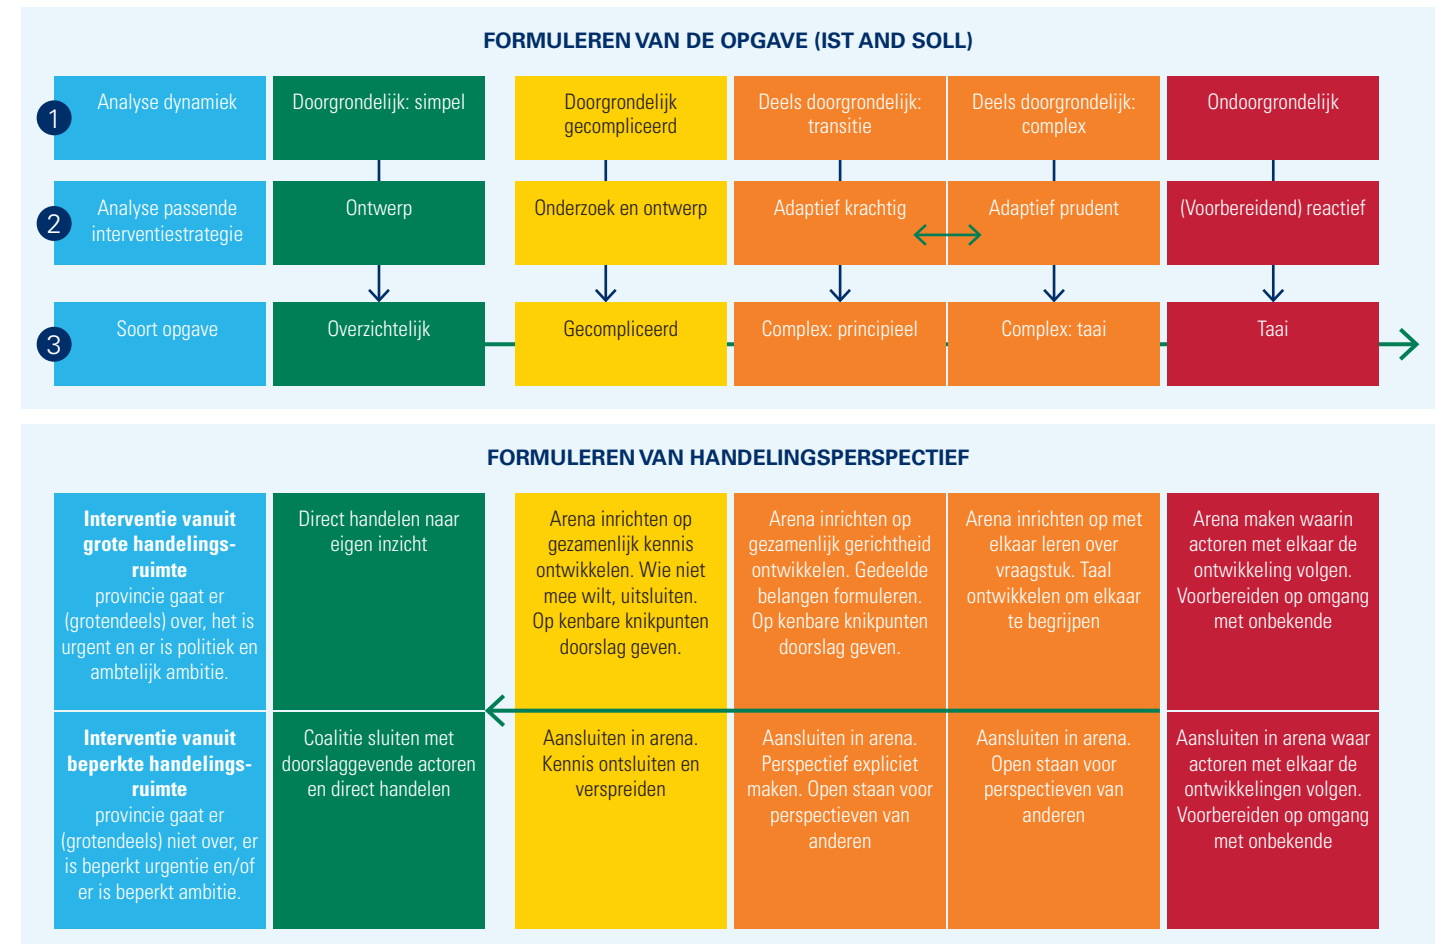 FORMULEREN VAN DE OPGAVE (IST AND SOLL)
1
Analyse dynamiek
Doorgrondelijk: simpel
Doorgrondelijk
gecompliceerd
Deels doorgrondelijk:
transitie
Deels doorgrondelijk:
complex
Ondoorgrondelijk
2
Analyse passende
interventiestrategie
Ontwerp
Onderzoek en ontwerp
Adaptief krachtig
Adaptief prudent
(Voorbereidend) reactief
3
Soort opgave
Overzichtelijk
Gecompliceerd
Complex: principieel
Complex: taai
Taai
FORMULEREN VAN HANDELINGSPERSPECTIEF
Interventie vanuit
grote handelings-
ruimte
provincie gaat er
(grotendeels) over, het is
urgent en er is politiek en
ambtelijk ambitie.
Direct handelen naar
eigen inzicht
Arena inrichten op
gezamenlijk kennis
ontwikkelen. Wie niet
mee wilt, uitsluiten.
Op kenbare knikpunten
doorslag geven.
Arena inrichten op
gezamenlijk gerichtheid
ontwikkelen. Gedeelde
belangen formuleren.
Op kenbare knikpunten
doorslag geven.
Arena inrichten op met
elkaar leren over
vraagstuk. Taal
ontwikkelen om elkaar
te begrijpen
Arena maken waarin
actoren met elkaar de
ontwikkeling volgen.
Voorbereiden op omgang
met onbekende
Interventie vanuit
beperkte handelings-
ruimte
provincie gaat er
(grotendeels) niet over, er
is beperkt urgentie en/of
er is beperkt ambitie.
Coalitie sluiten met
doorslaggevende actoren
en direct handelen
Aansluiten in arena.
Kennis ontsluiten en
verspreiden
Aansluiten in arena.
Perspectief expliciet
maken. Open staan voor
perspectieven van
anderen
Aansluiten in arena.
Open staan voor
perspectieven van
anderen
Aansluiten in arena waar
actoren met elkaar de
ontwikkelingen volgen.
Voorbereiden op omgang
met onbekende